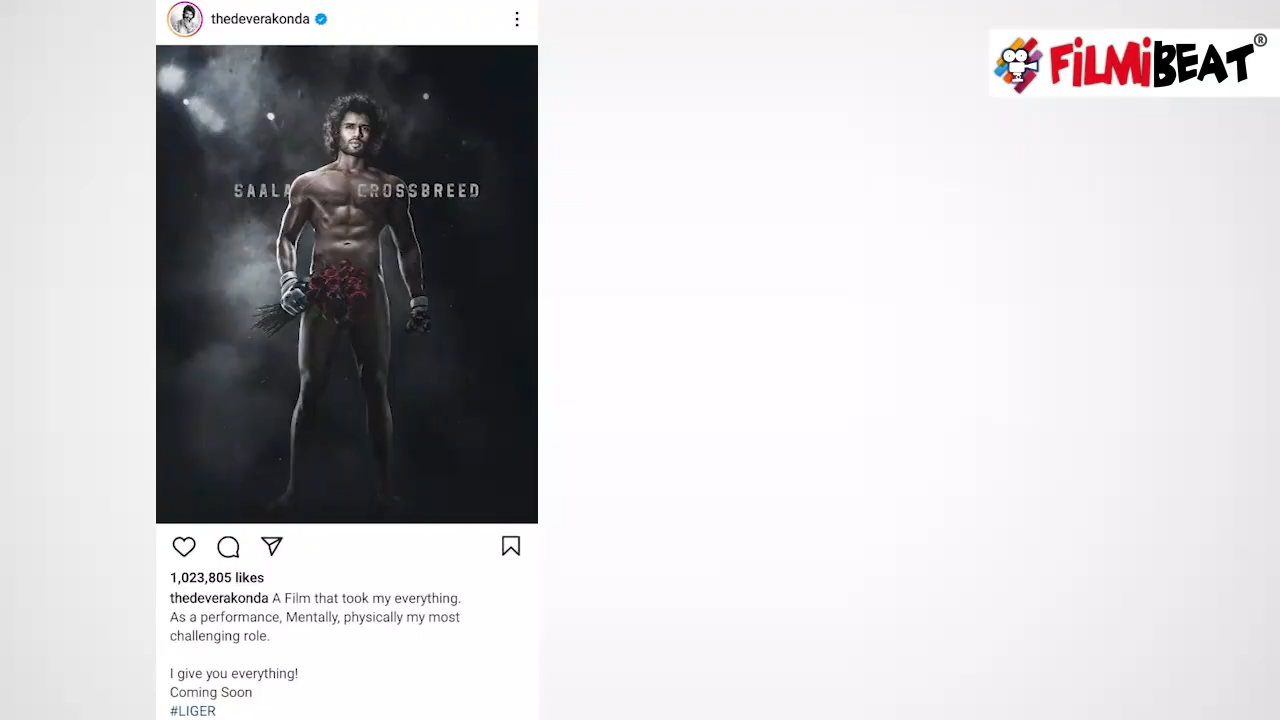 thedeverakonda
FiLMiBEAT®
SAALA CROSSBREED
1,023,805 likes
thedeverakonda A Film that took my everything.
As a performance, Mentally, physically my most
challenging role.
I give you everything!
Coming Soon
#LIGER